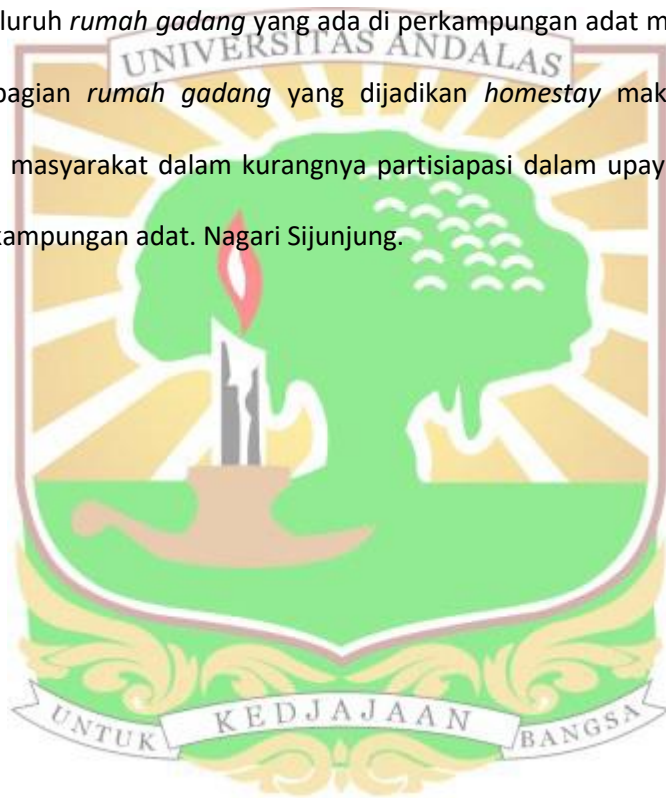 luruh rumah gadang yang ada di perkampungan adat m
UNIVERSITAS ANDALAS
bagian rumah gadang yang dijadikan homestay mak
masyarakat dalam kurangnya partisiapasi dalam upay
kampungan adat. Nagari Sijunjung.
UNTUK KEDJAJAAN BANGSA